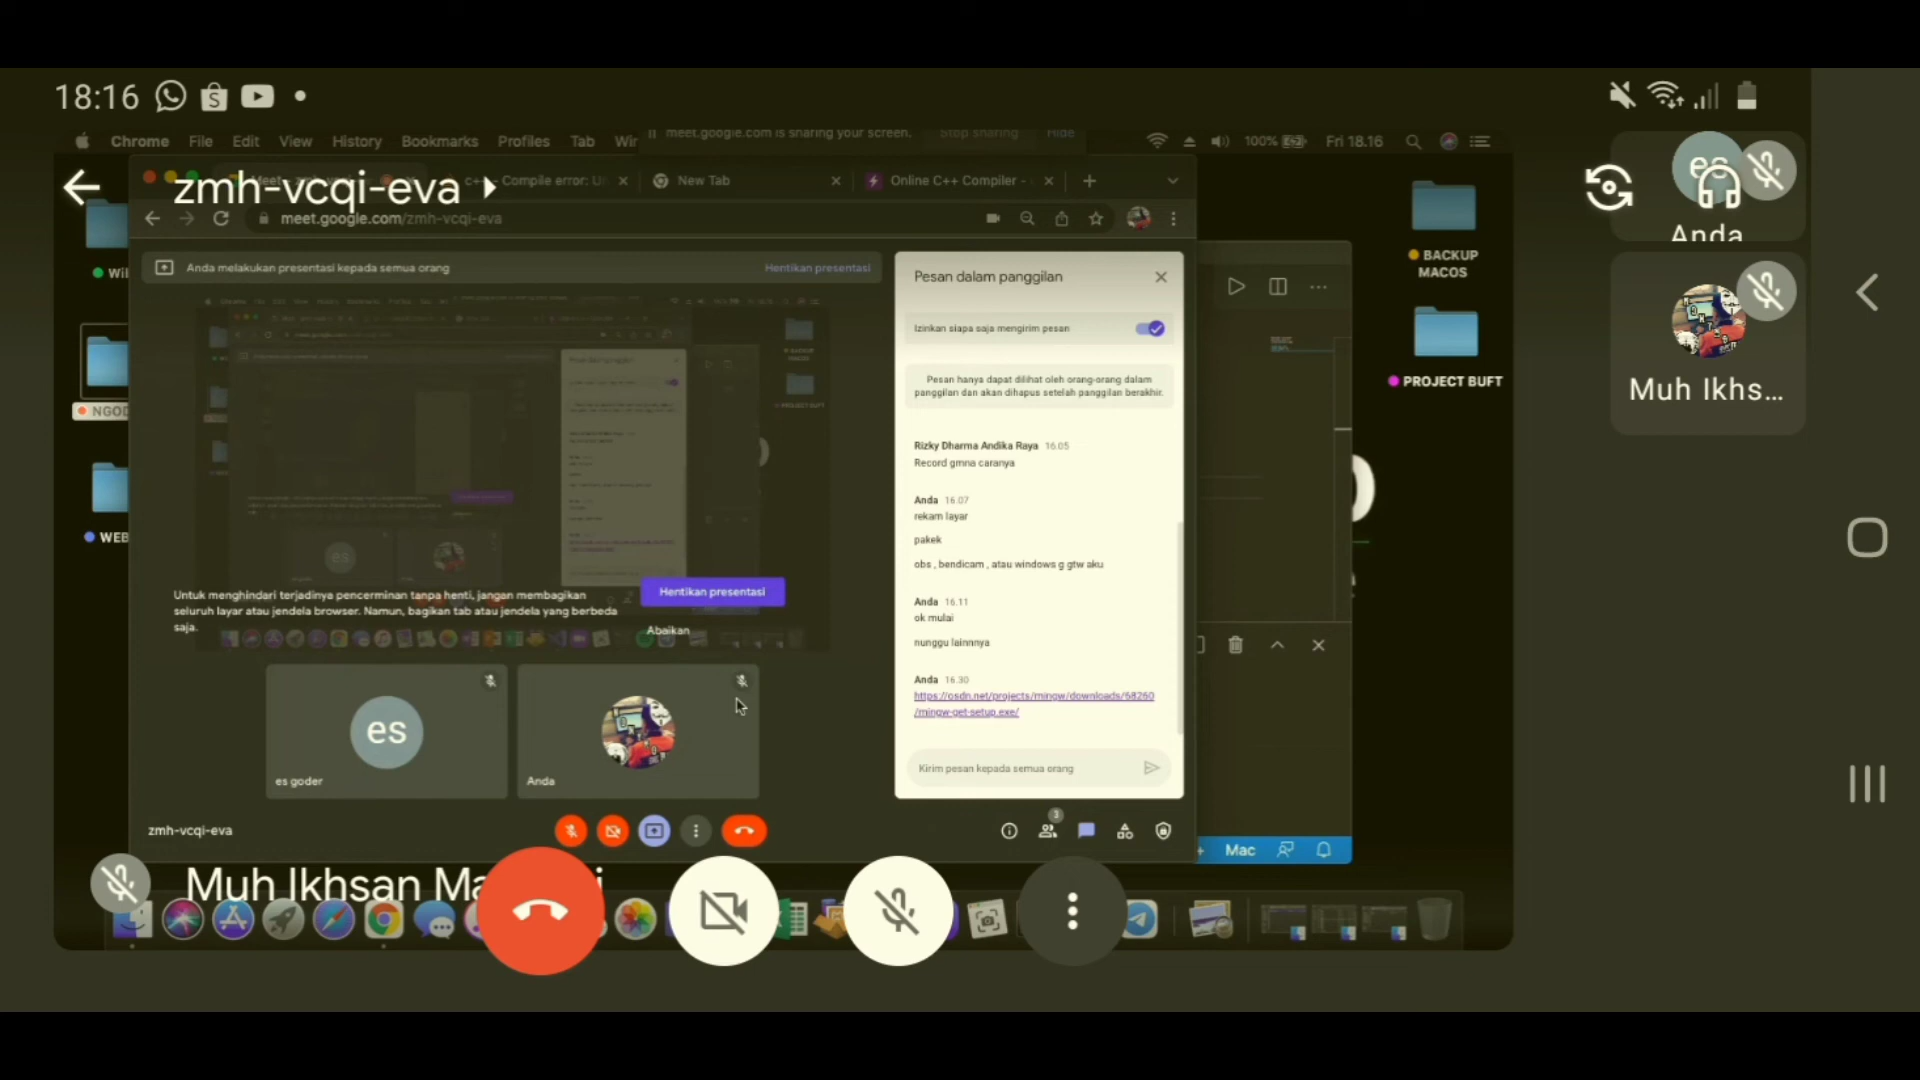 18:16
Chrome File Edit View History Bookmarks Profiles Tab
meet.google.com is sharing your screen. Stop sharing Hide
100% Fri 18.16
zmh-vcqi-eva
c++ - Compile error:
New Tab
Online C++ Compiler -
meet.google.com/zmh-vcqi-eva
Anda melakukan presentasi kepada semua orang
Hentikan presentasi
Pesan dalam panggilan
Izinkan siapa saja mengirim pesan
Pesan hanya dapat dilihat oleh orang-orang dalam
panggilan dan akan dihapus setelah panggilan berakhir.
Rizky Dharma Andika Raya 16.05
Record gmna caranya
Anda 16.07
rekam layar
pakek
obs , bendicam , atau windows g gtw aku
Anda 16.11
ok mulai
nunggu lainnnya
Anda 16.30
https://osdn.net/projects/mingw/downloads/68260
/mingw-get-setup.exe/
Kirim pesan kepada semua orang
Untuk menghindari terjadinya pencerminan tanpa henti, jangan membagikan
seluruh layar atau jendela browser. Namun, bagikan tab atau jendela yang berbeda
saja.
Hentikan presentasi
Abaikan
es
es goder
Anda
zmh-vcqi-eva
3
Mac
BACKUP
MACOS
PROJECT BUFT
WEB
es
Anda
Muh Ikhs...
Muh Ikhsan